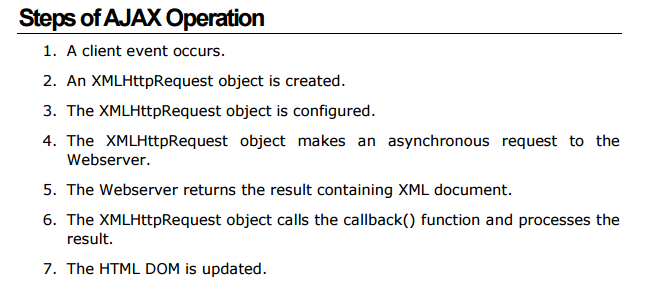 Steps of AJAX Operation
1. A client event occurs.
2. An XMLHttpRequest object is created.
3. The XMLHttpRequest object is configured.
4. The XMLHttpRequest object makes an asynchronous request to the
Webserver.
5. The Webserver returns the result containing XML document.
6. The XMLHttpRequest object calls the callback() function and processes the
result.
7. The HTML DOM is updated.